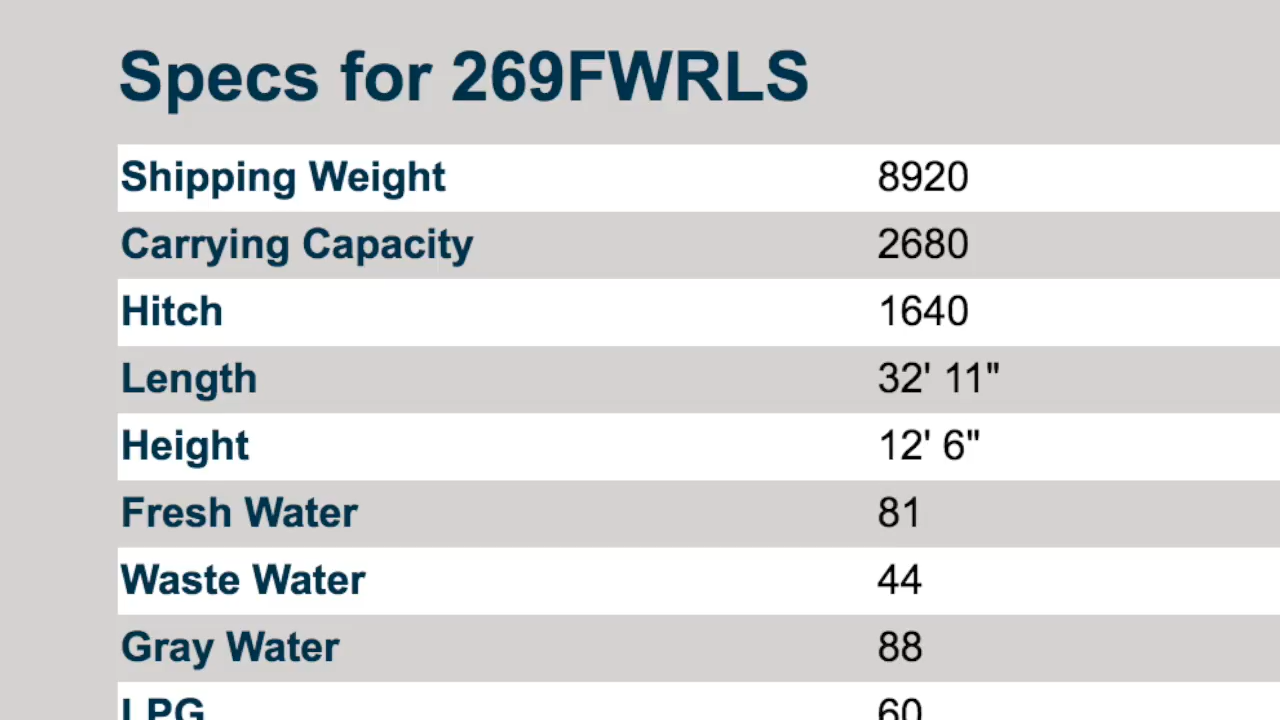 Specs for 269FWRLS
Shipping Weight 8920
Carrying Capacity 2680
Hitch 1640
Length 32' 11"
Height 12' 6"
Fresh Water 81
Waste Water 44
Gray Water 88
LPG 60